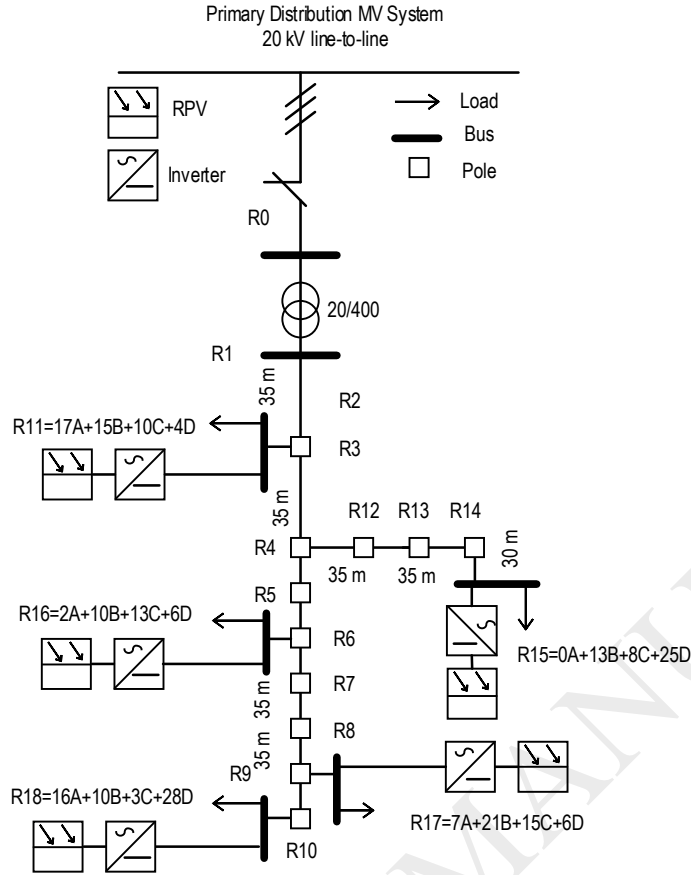 Primary Distribution MV System
20 kV line-to-line
RPV
Load
Bus
Inverter
Pole
R0
20/400
R1
35 m
R2
R11=17A+15B+10C+4D
R3
35 m
R12
R13
R14
R4
35 m
35 m
30 m
R5
R16=2A+10B+13C+6D
R6
R15=0A+13B+8C+25D
35 m
R7
35 m
R8
R9
R18=16A+10B+3C+28D
R17=7A+21B+15C+6D
R10
MANU